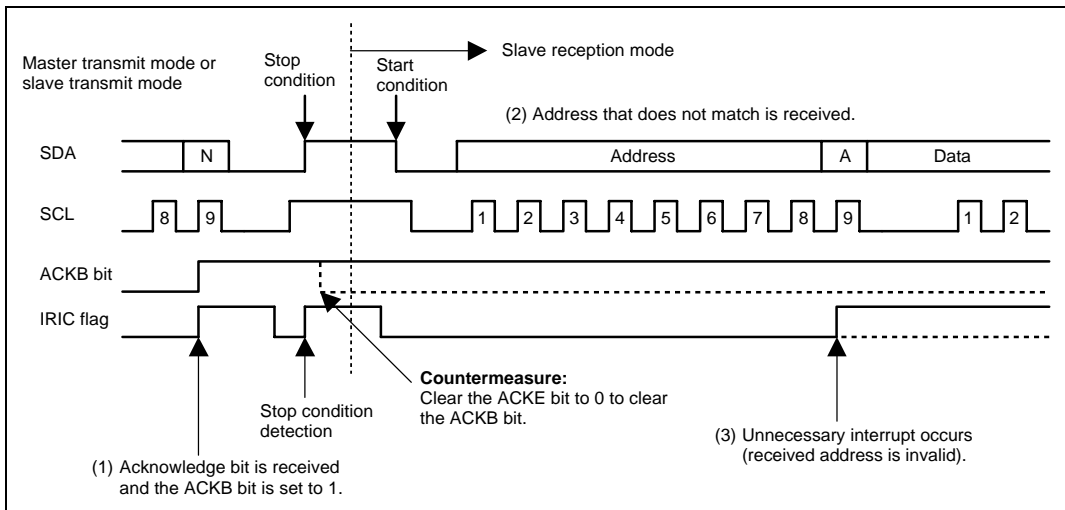 Slave reception mode
Master transmit mode or
slave transmit mode
Stop
condition
Start
condition
(2) Address that does not match is received.
SDA
N
Address
A
Data
SCL
8
9
1
2
3
4
5
6
7
8
9
1
2
ACKB bit
IRIC flag
Countermeasure:
Clear the ACKE bit to 0 to clear
the ACKB bit.
Stop condition
detection
(1) Acknowledge bit is received
and the ACKB bit is set to 1.
(3) Unnecessary interrupt occurs
(received address is invalid).